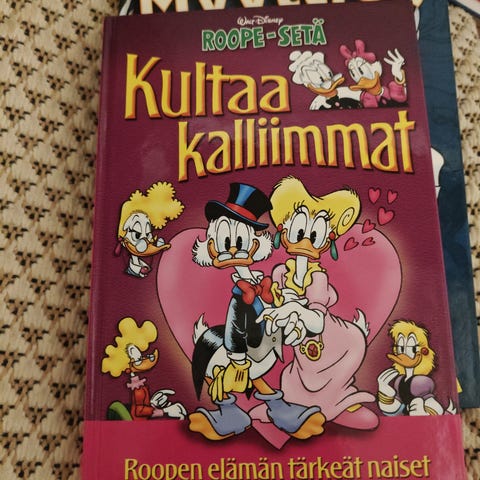 Walt Disney
ROOPE-SETÄ
Kultaa
kalliimmat
Roopen elämän tärkeät naiset